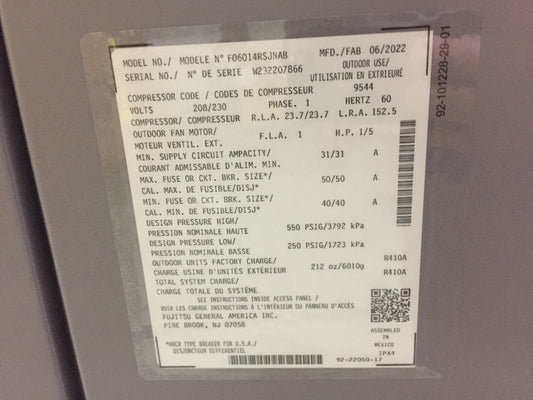 MODEL NO./ MODELE N° FO6014RSJNAB MFD./FAB 06/2022
SERIAL NO./ N° DE SERIE W232207866 OUTDOOR USE/
UTILISATION EN EXTRIEURÉ
COMPRESSOR CODE / CODES DE COMPRESSEUR 9544
VOLTS 208/230 PHASE. 1 HERTZ 60
COMPRESSOR/ COMPRESSEUR R.L.A. 23.7/23.7 L.R.A. 152.5
OUTDOOR FAN MOTOR/ F.L.A. 1 H.P. 1/5
MOTEUR VENTIL. EXT.
MIN. SUPPLY CIRCUIT AMPACITY/ 31/31 A
COURANT ADMISSABLE D'ALIM. MIN.
MAX. FUSE OR CKT. BKR. SIZE*/ 50/50 A
CAL. MAX. DE FUSIBLE/DISJ*
MIN. FUSE OR CKT. BKR. SIZE*/ 40/40 A
CAL. MIN. DE FUSIBLE/DISJ*
DESIGN PRESSURE HIGH/
PRESSION NOMINALE HAUTE 550 PSIG/3792 kPa
DESIGN PRESSURE LOW/
PRESSION NOMINALE BASSE 250 PSIG/1723 kPa
OUTDOOR UNITS FACTORY CHARGE/ R410A
CHARGE USINE D'UNITÉS EXTÉRIEUR 212 oz/6010g
TOTAL SYSTEM CHARGE/ R410A
CHARGE TOTALE DU SYSTÈME
SEE INSTRUCTIONS INSIDE ACCESS PANEL /
VOIRE CHARGE INSTRUCTIONS A L'INTÉRIEUR DU PANNEAU D'ACCÈS
FUJITSU GENERAL AMERICA INC.
PINE BROOK, NJ 07058
ASSEMBLED
IN
MEXICO
*HACR TYPE BREAKER FOR U.S.A./
DISJONCTEUR DIFFERENTIEL
IPX4
92-22050-17
92-101228-29-01